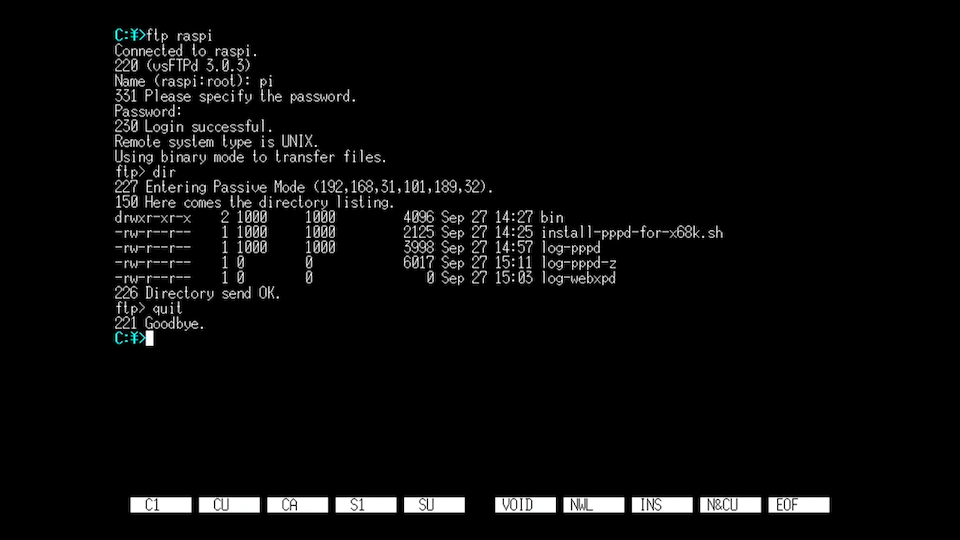 C:¥>ftp raspi
Connected to raspi.
220 (vsFTPd 3.0.3)
Name (raspi:root): pi
331 Please specify the password.
Password:
230 Login successful.
Remote system type is UNIX.
Using binary mode to transfer files.
ftp> dir
227 Entering Passive Mode (192,168,31,101,189,32).
150 Here comes the directory listing.
drwxr-xr-x    2 1000     1000         4096 Sep 27 14:27 bin
-rw-r--r--    1 1000     1000         2125 Sep 27 14:25 install-pppd-for-x68k.sh
-rw-r--r--    1 1000     1000         3998 Sep 27 14:57 log-pppd
-rw-r--r--    1 0        0            6017 Sep 27 15:11 log-pppd-z
-rw-r--r--    1 0        0               0 Sep 27 15:03 log-webxpd
226 Directory send OK.
ftp> quit
221 Goodbye.
C:¥>
C1 CU CA S1 SU VOID NWL INS N&CU EOF